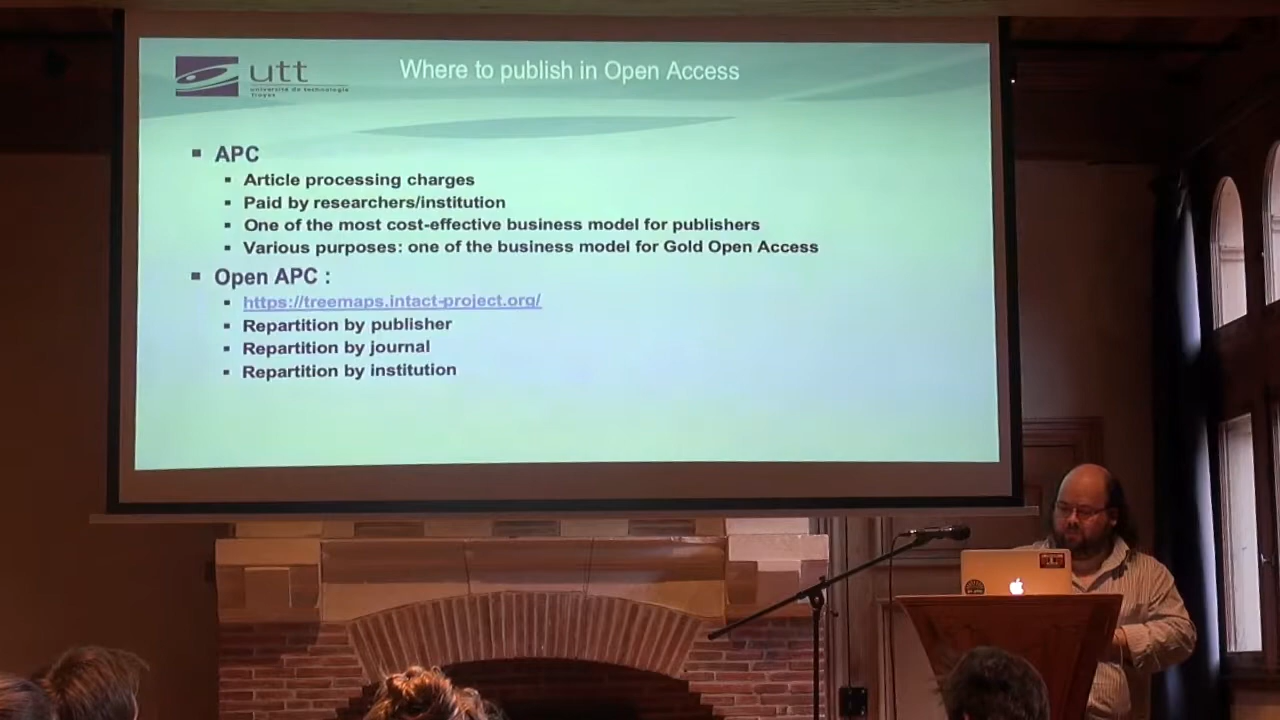 utt
université de technologie
Troyes
Where to publish in Open Access
▪ APC
▪ Article processing charges
▪ Paid by researchers/institution
▪ One of the most cost-effective business model for publishers
▪ Various purposes: one of the business model for Gold Open Access
▪ Open APC :
▪ https://treemaps.intact-project.org/
▪ Repartition by publisher
▪ Repartition by journal
▪ Repartition by institution